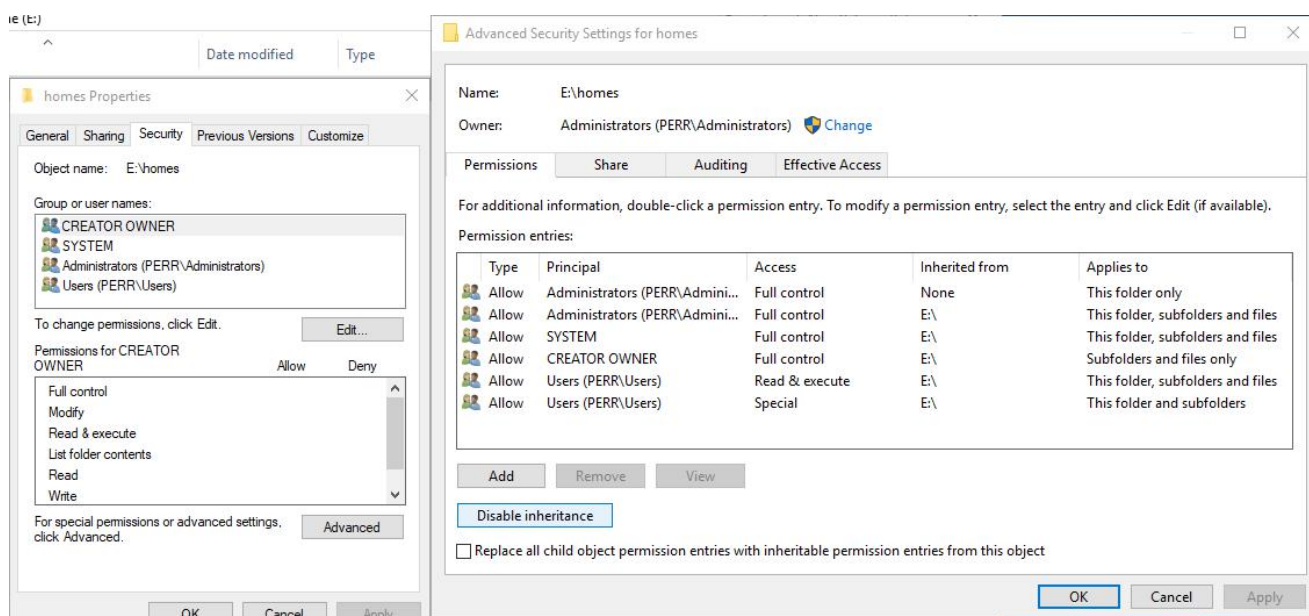 ie (E:)
Date modified Type
homes Properties
General Sharing Security Previous Versions Customize
Object name: E:\homes
Group or user names:
CREATOR OWNER
SYSTEM
Administrators (PERR\Administrators)
Users (PERR\Users)
To change permissions, click Edit.
Edit...
Permissions for CREATOR
OWNER Allow Deny
Full control
Modify
Read & execute
List folder contents
Read
Write
For special permissions or advanced settings,
click Advanced.
Advanced
OK Cancel Apply
Advanced Security Settings for homes
Name: E:\homes
Owner: Administrators (PERR\Administrators) Change
Permissions Share Auditing Effective Access
For additional information, double-click a permission entry. To modify a permission entry, select the entry and click Edit (if available).
Permission entries:
Type Principal Access Inherited from Applies to
Allow Administrators (PERR\Admini... Full control None This folder only
Allow Administrators (PERR\Admini... Full control E:\ This folder, subfolders and files
Allow SYSTEM Full control E:\ This folder, subfolders and files
Allow CREATOR OWNER Full control E:\ Subfolders and files only
Allow Users (PERR\Users) Read & execute E:\ This folder, subfolders and files
Allow Users (PERR\Users) Special E:\ This folder and subfolders
Add Remove View
Disable inheritance
Replace all child object permission entries with inheritable permission entries from this object
OK Cancel Apply